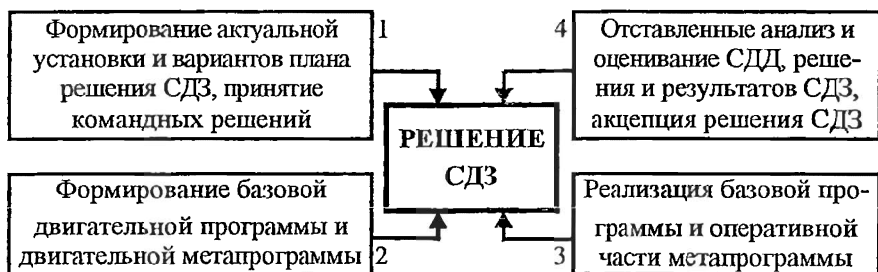 Формирование актуальной
установки и вариантов плана
решения СДЗ, принятие
командных решений
1
4
Отставленные анализ и
оценивание СДД, реше-
ния и результатов СДЗ,
акцепция решения СДЗ
РЕШЕНИЕ
СДЗ
Формирование базовой
двигательной программы и
двигательной метапрограммы
2
3
Реализация базовой про-
граммы и оперативной
части метапрограммы